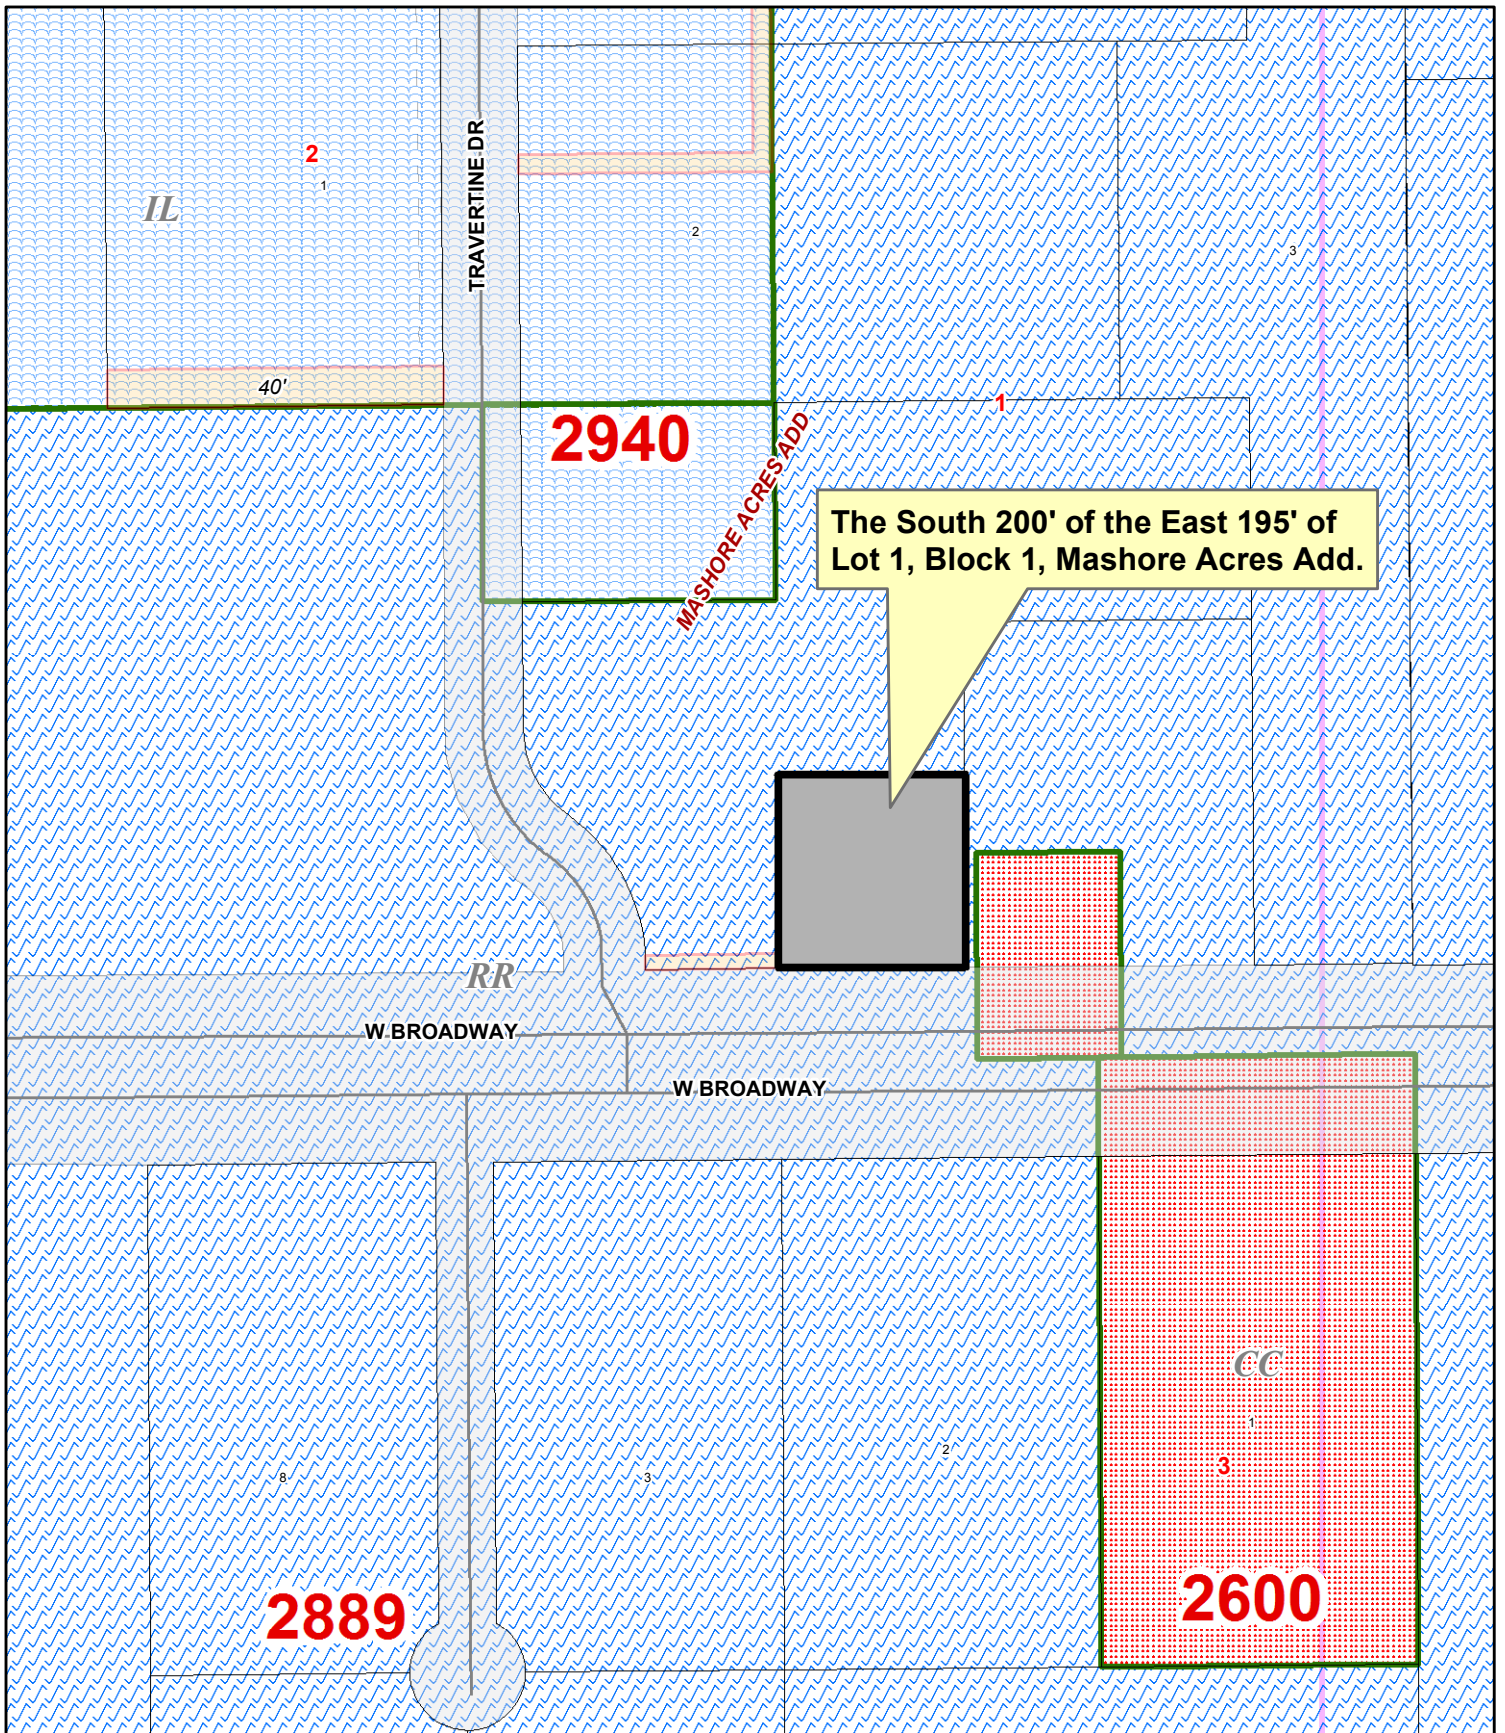 TRAVERTINE DR
2
1
IL
2
3
40'
1
2940
MASHORE ACRES ADD
The South 200' of the East 195' of
Lot 1, Block 1, Mashore Acres Add.
RR
W BROADWAY
W BROADWAY
CC
1
2
3
8
3
2600
2889